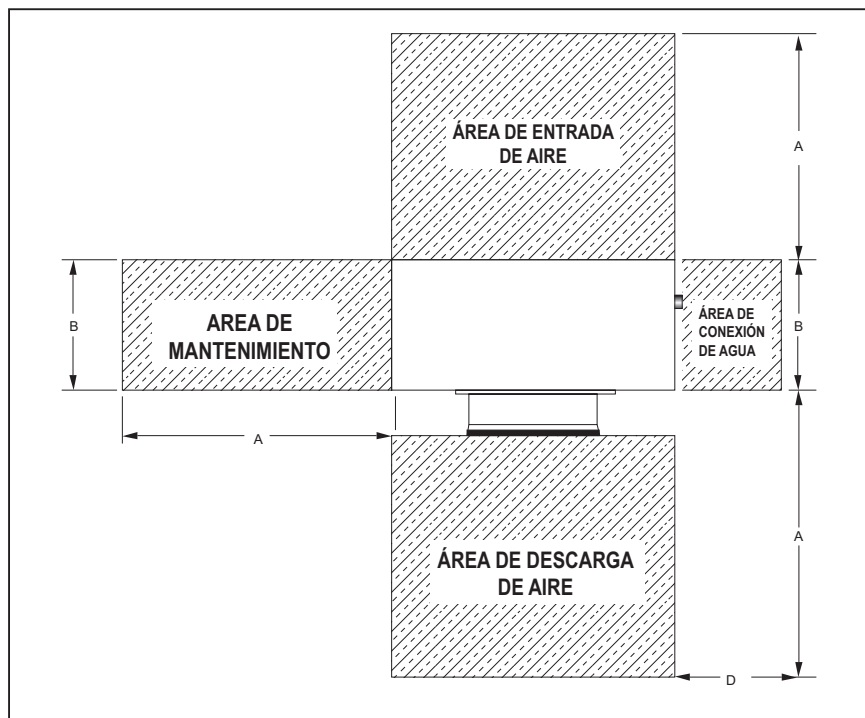 ÁREA DE ENTRADA
DE AIRE
A
B
AREA DE
MANTENIMIENTO
ÁREA DE
CONEXIÓN
DE AGUA
B
A
A
ÁREA DE DESCARGA
DE AIRE
D